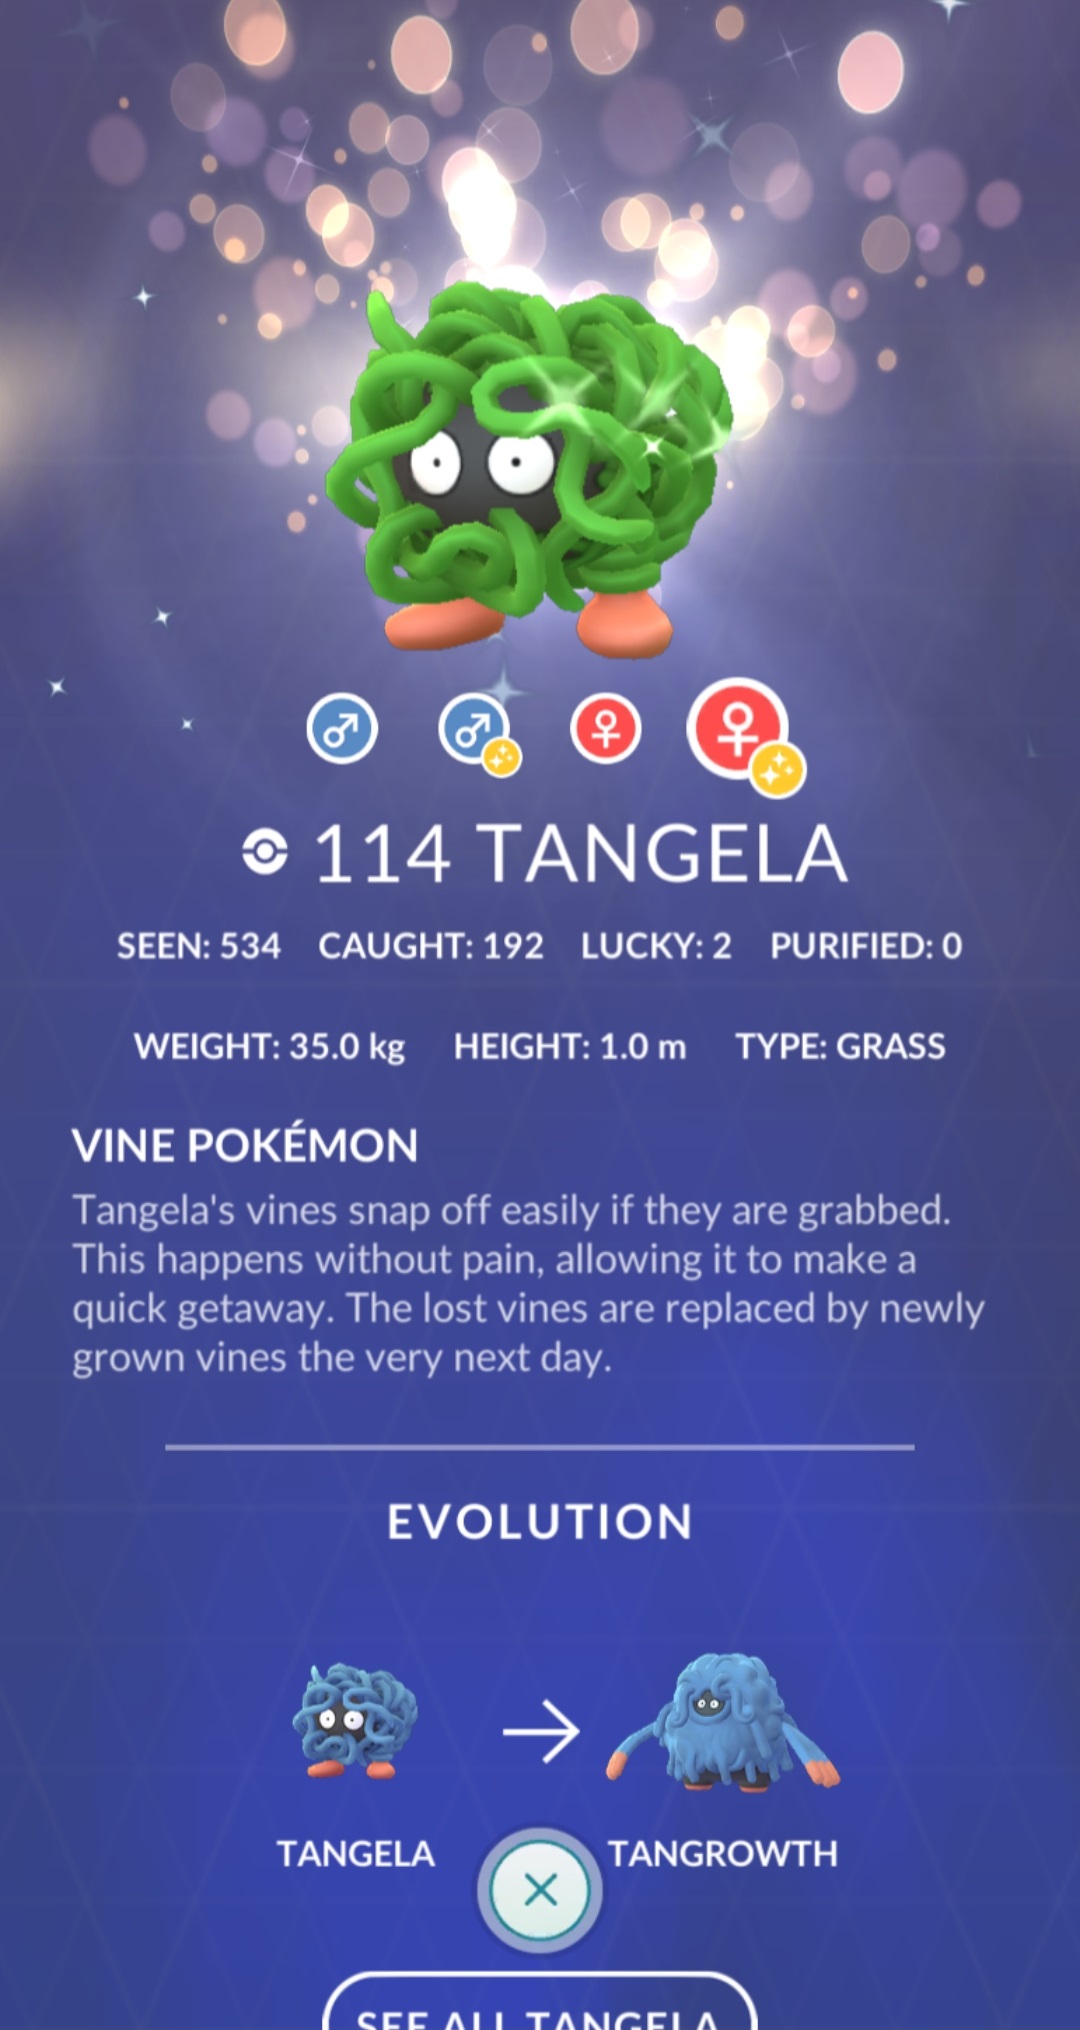 114 TANGELA
SEEN: 534 CAUGHT: 192 LUCKY: 2 PURIFIED: 0
WEIGHT: 35.0 kg HEIGHT: 1.0 m TYPE: GRASS
VINE POKÉMON
Tangela's vines snap off easily if they are grabbed.
This happens without pain, allowing it to make a
quick getaway. The lost vines are replaced by newly
grown vines the very next day.
EVOLUTION
TANGELA TANGROWTH
SEE ALL TANGELA